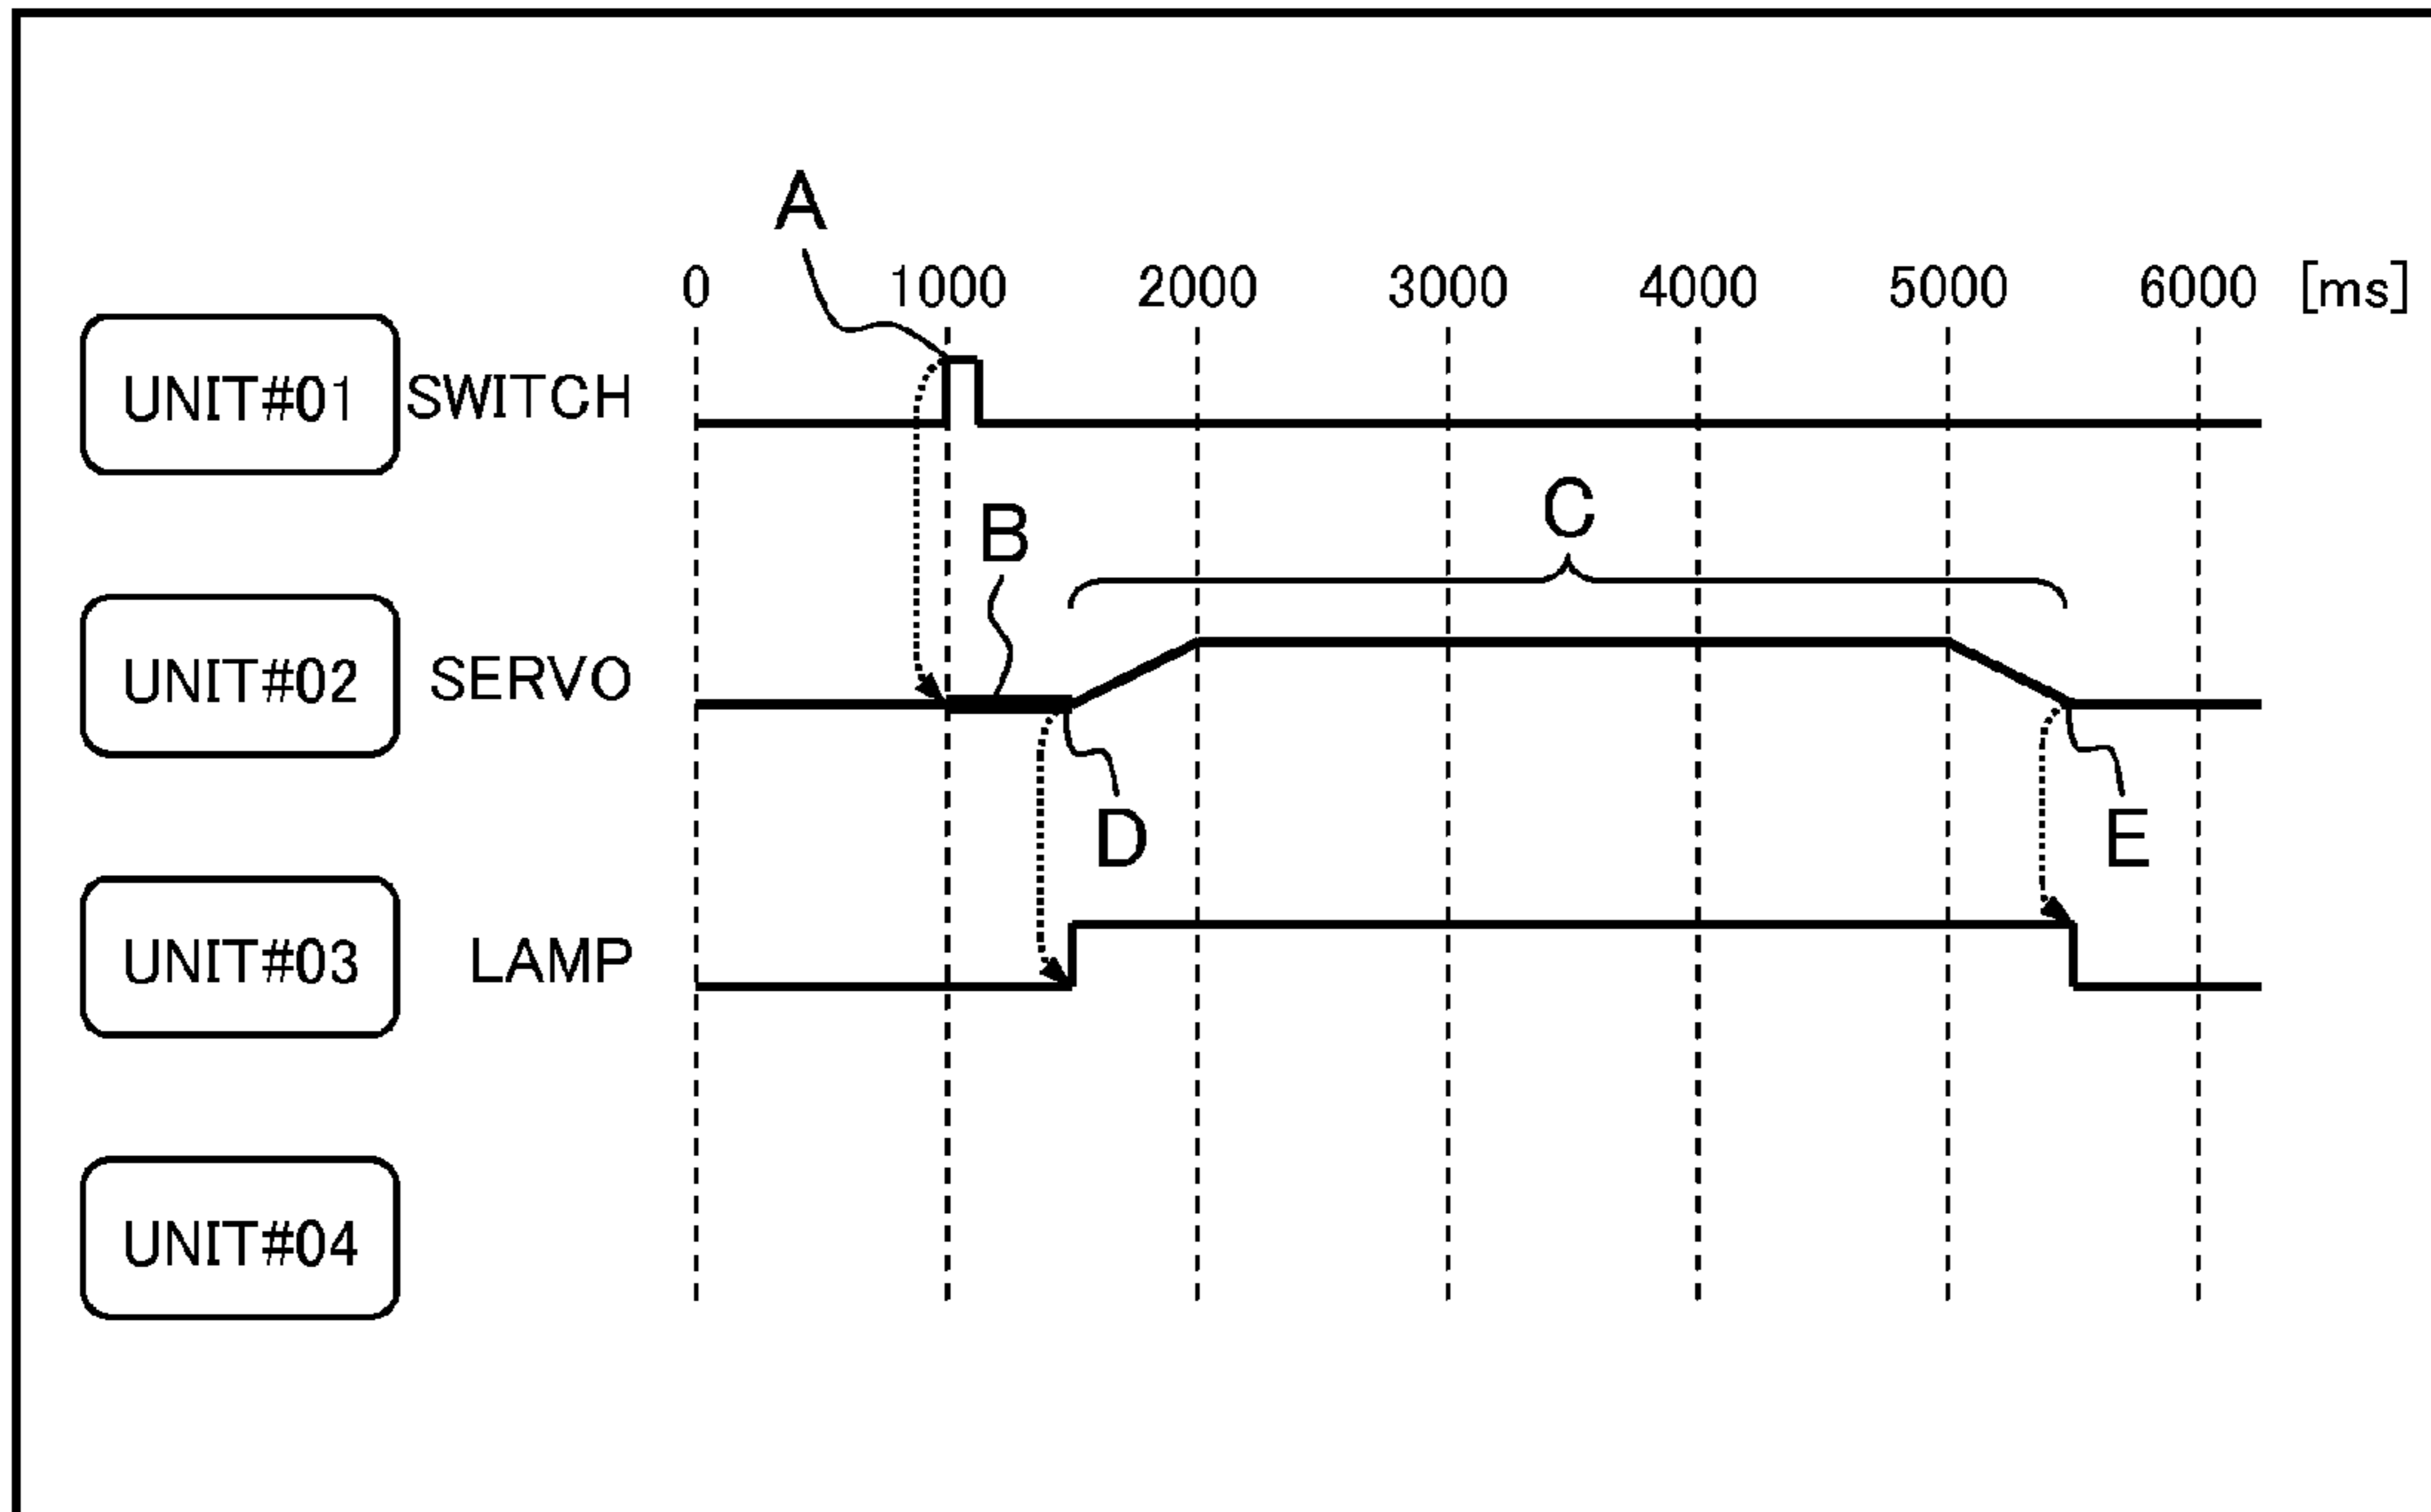 A
0 1000 2000 3000 4000 5000 6000 [ms]
UNIT#01 SWITCH
C
B
UNIT#02 SERVO
D E
UNIT#03 LAMP
UNIT#04